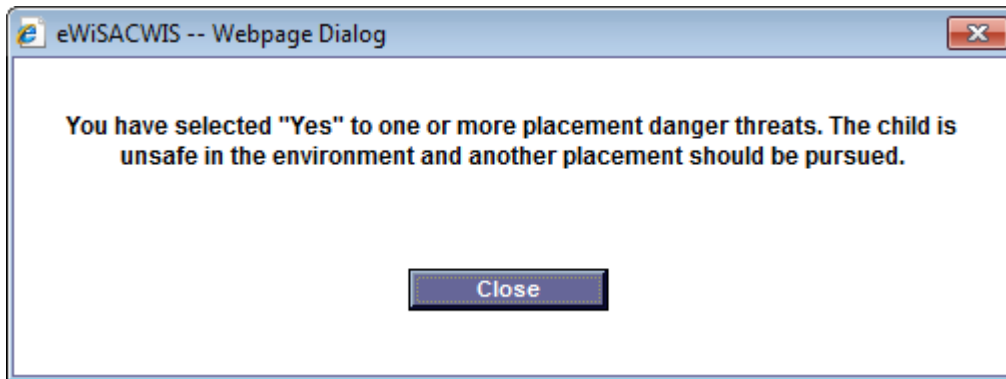 eWiSACWIS -- Webpage Dialog
You have selected "Yes" to one or more placement danger threats. The child is
unsafe in the environment and another placement should be pursued.
Close